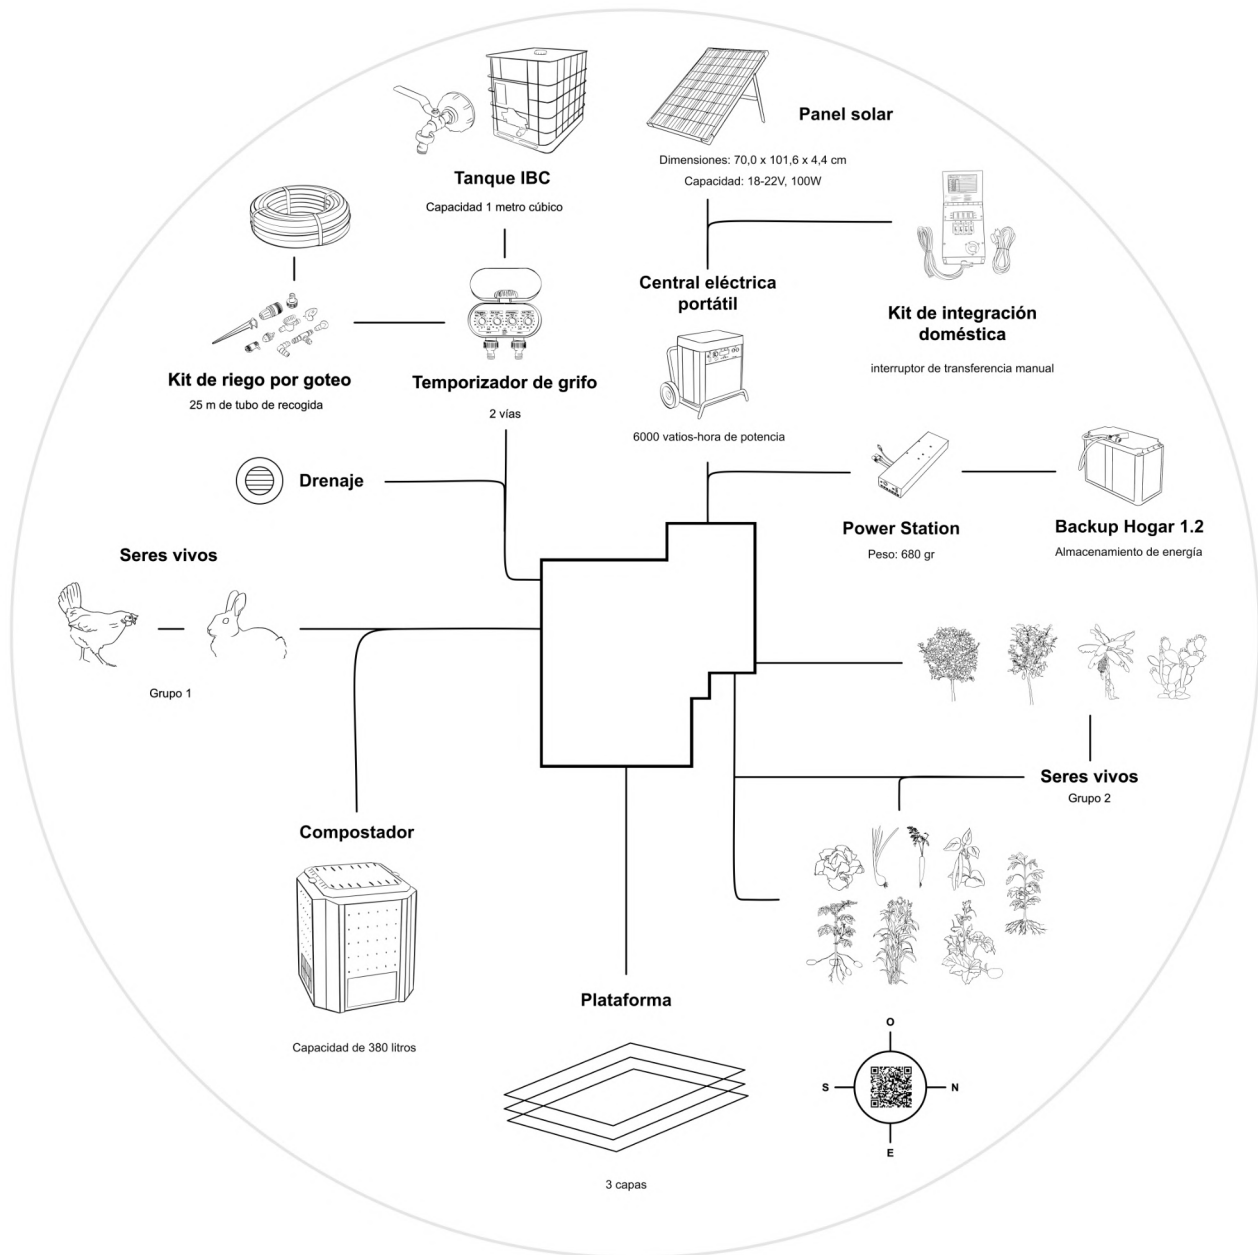 Panel solar
Dimensiones: 70,0 x 101,6 x 4,4 cm
Capacidad: 18-22V, 100W
Tanque IBC
Capacidad 1 metro cúbico
Central eléctrica
portátil
6000 vatios-hora de potencia
Kit de integración
doméstica
interruptor de transferencia manual
Kit de riego por goteo
25 m de tubo de recogida
Temporizador de grifo
2 vías
Drenaje
Power Station
Peso: 680 gr
Backup Hogar 1.2
Almacenamiento de energía
Seres vivos
Grupo 1
Seres vivos
Grupo 2
Compostador
Capacidad de 380 litros
Plataforma
3 capas
O
S
N
E